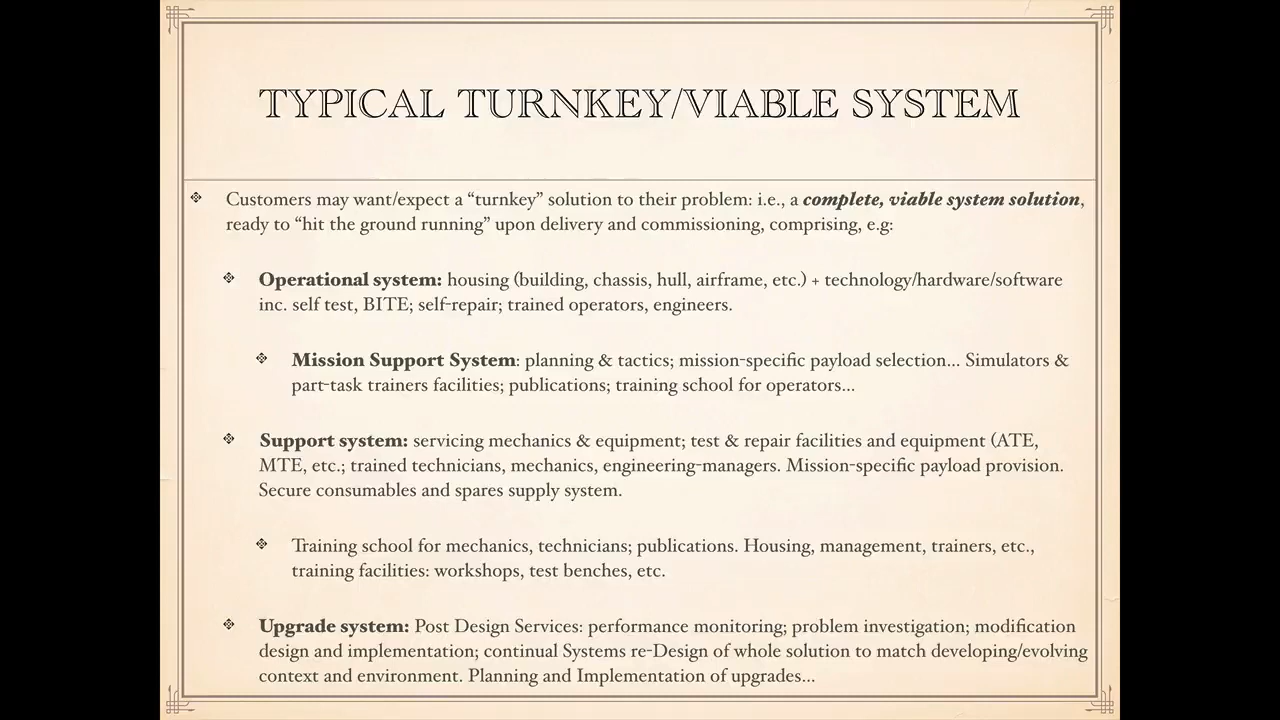 TYPICAL TURNKEY/VIABLE SYSTEM
Customers may want/expect a “turnkey” solution to their problem: i.e., a complete, viable system solution,
ready to “hit the ground running” upon delivery and commissioning, comprising, e.g:
Operational system: housing (building, chassis, hull, airframe, etc.) + technology/hardware/software
inc. self test, BITE; self-repair; trained operators, engineers.
Mission Support System: planning & tactics; mission-specific payload selection... Simulators &
part-task trainers facilities; publications; training school for operators...
Support system: servicing mechanics & equipment; test & repair facilities and equipment (ATE,
MTE, etc.; trained technicians, mechanics, engineering-managers. Mission-specific payload provision.
Secure consumables and spares supply system.
Training school for mechanics, technicians; publications. Housing, management, trainers, etc.,
training facilities: workshops, test benches, etc.
Upgrade system: Post Design Services: performance monitoring; problem investigation; modification
design and implementation; continual Systems re-Design of whole solution to match developing/evolving
context and environment. Planning and Implementation of upgrades...